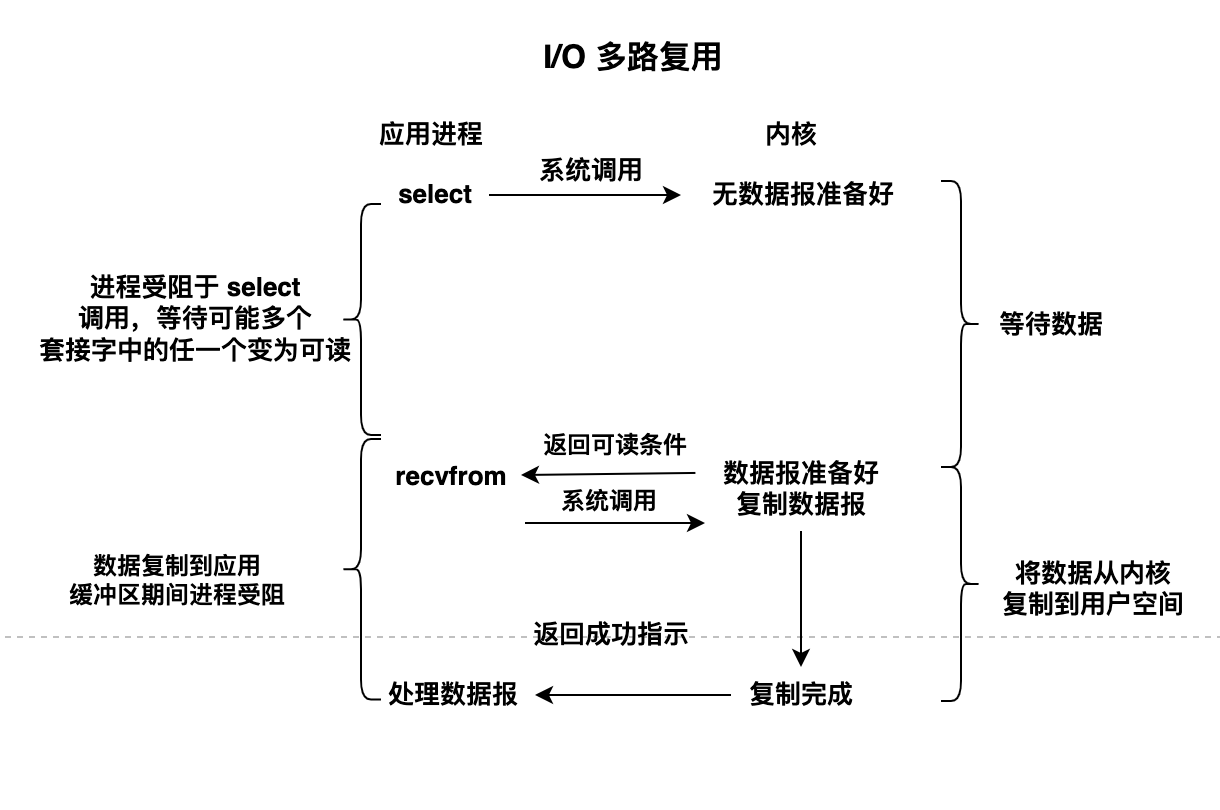 I/O 多路复用
应用进程
内核
系统调用
select
无数据报准备好
进程受阻于 select
调用，等待可能多个
套接字中的任一个变为可读
等待数据
返回可读条件
recvfrom
数据报准备好
复制数据报
系统调用
数据复制到应用
缓冲区期间进程受阻
将数据从内核
复制到用户空间
返回成功指示
处理数据报
复制完成